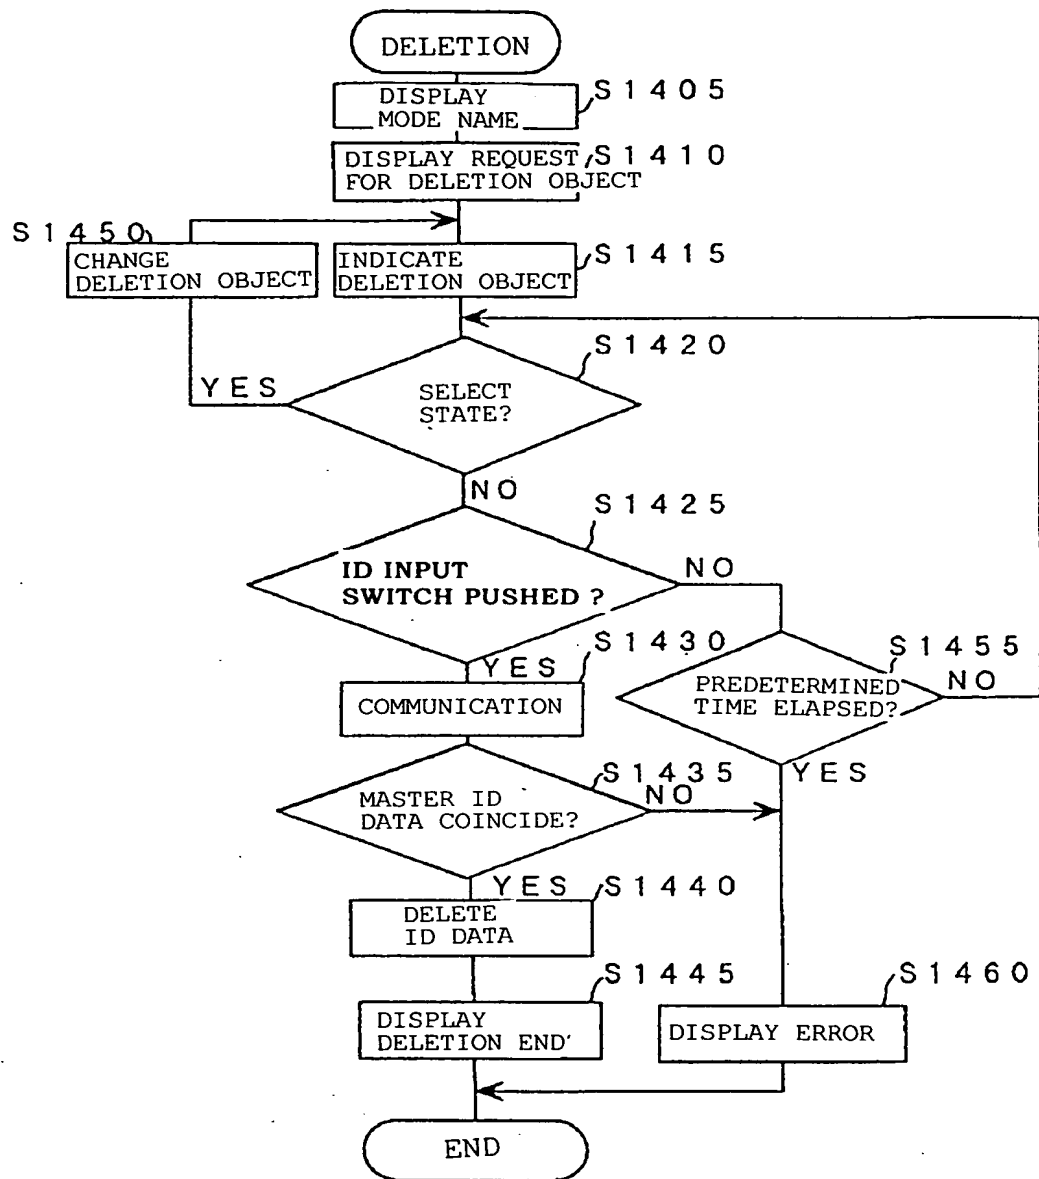 DELETION
DISPLAY
MODE NAME
S1405
DISPLAY REQUEST
FOR DELETION OBJECT
S1410
S1450
CHANGE
DELETION OBJECT
INDICATE
DELETION OBJECT
S1415
S1420
YES
SELECT
STATE?
NO
S1425
ID INPUT
SWITCH PUSHED ?
NO
S1430
YES
COMMUNICATION
S1455
PREDETERMINED
TIME ELAPSED?
NO
YES
S1435
MASTER ID
DATA COINCIDE?
NO
YES
S1440
DELETE
ID DATA
S1445
DISPLAY
DELETION END
S1460
DISPLAY ERROR
END